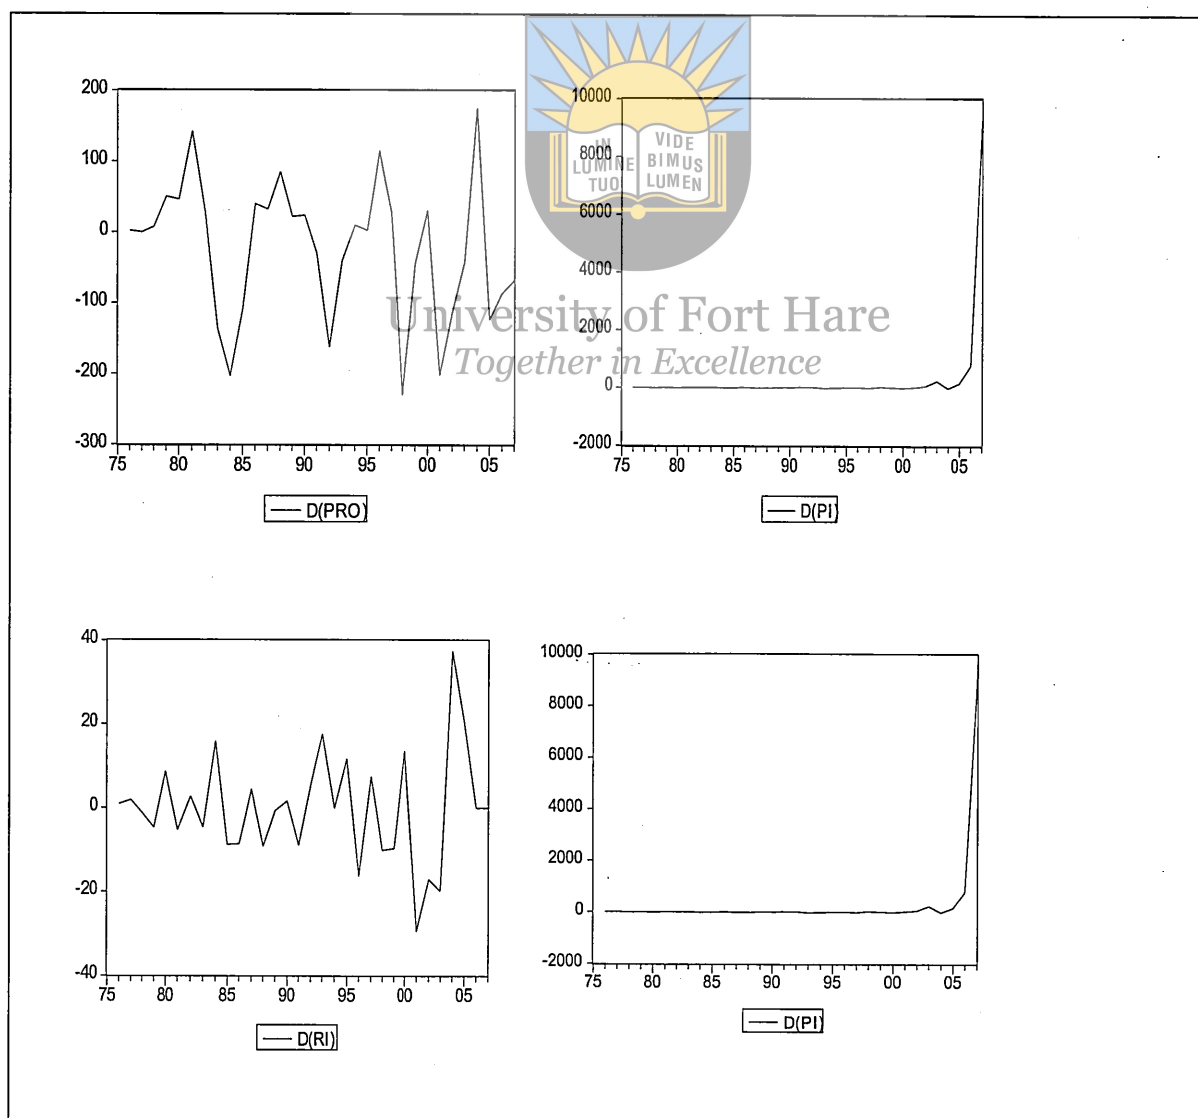 IN
LUMINE
TUO
VIDE
BIMUS
LUMEN
University of Fort Hare
Together in Excellence
200
100
0
-100
-200
-300
75 80 85 90 95 00 05
D(PRO)
10000
8000
6000
4000
2000
0
-2000
75 80 85 90 95 00 05
D(PI)
40
20
0
-20
-40
75 80 85 90 95 00 05
D(RI)
10000
8000
6000
4000
2000
0
-2000
75 80 85 90 95 00 05
D(PI)